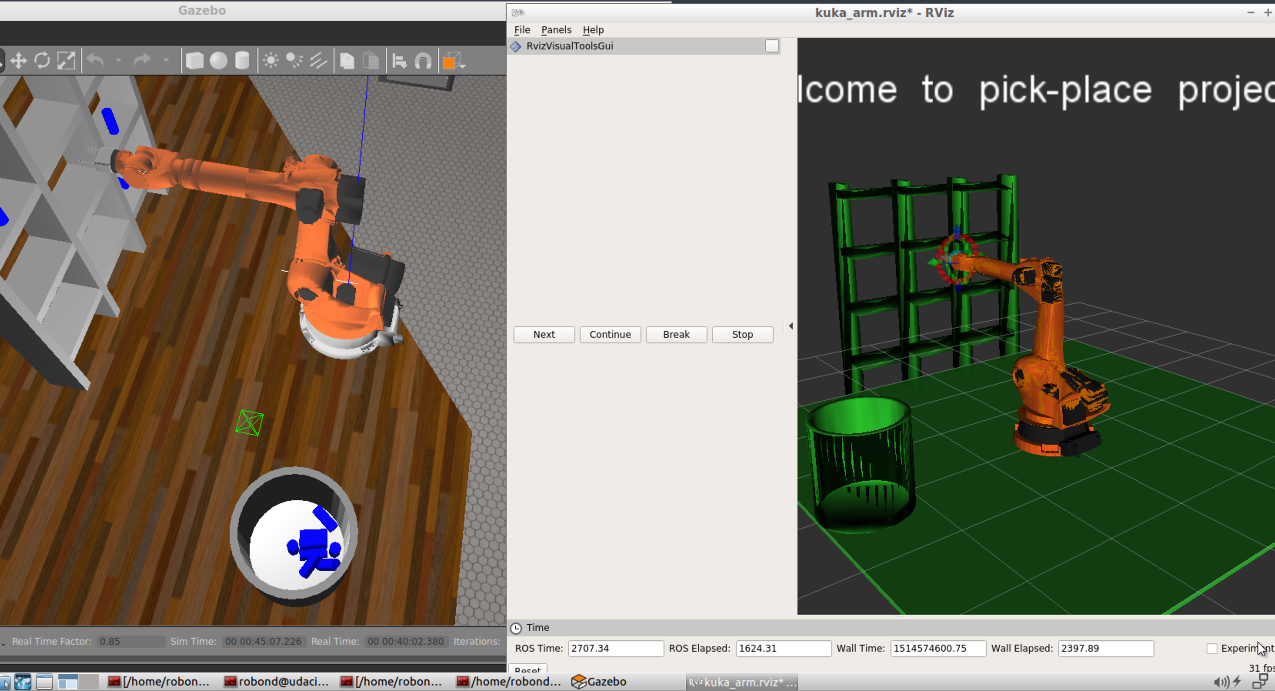 Gazebo
Real Time Factor: 0.85 Sim Time: 00 00:45:07.226 Real Time: 00 00:40:02.380 Iterations:
kuka_arm.rviz* - RViz
File Panels Help
RvizVisualToolsGui
Next Continue Break Stop
lcome to pick-place projec
Time
ROS Time: 2707.34 ROS Elapsed: 1624.31 Wall Time: 1514574600.75 Wall Elapsed: 2397.89 Experiment
Reset
31 fps
[/home/robon... robond@udaci... [/home/robon... /home/robond... Gazebo kuka_arm.rviz* ...